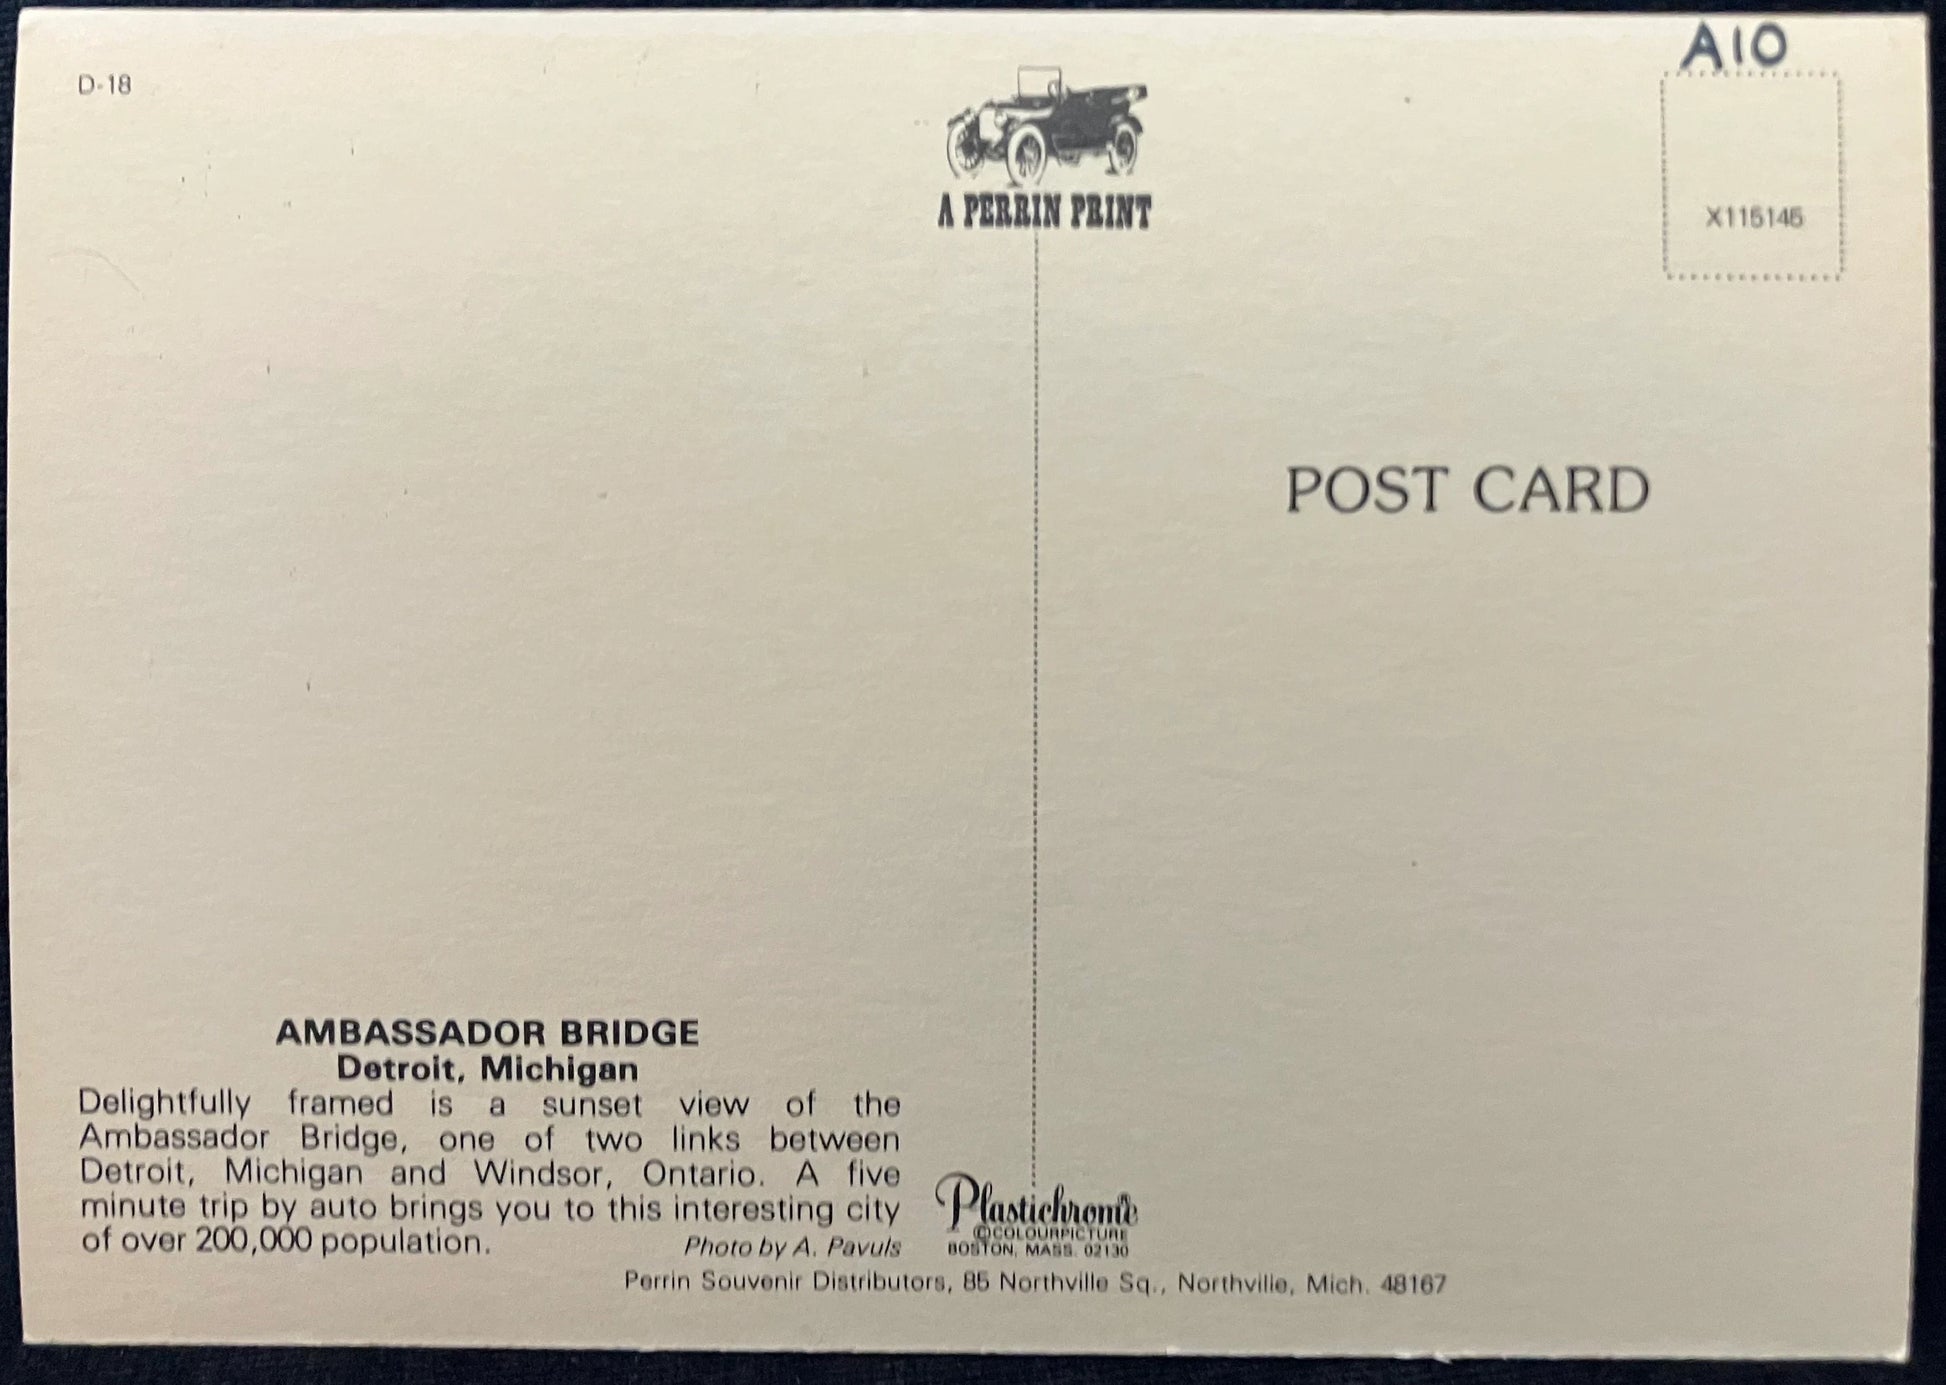 D-18
A10
A PERRIN PRINT
X115145
POST CARD
AMBASSADOR BRIDGE
Detroit, Michigan
Delightfully framed is a sunset view of the
Ambassador Bridge, one of two links between
Detroit, Michigan and Windsor, Ontario. A five
minute trip by auto brings you to this interesting city
of over 200,000 population.
Photo by A. Pavuls
Plastichrome
©COLOURPICTURE
BOSTON, MASS. 02130
Perrin Souvenir Distributors, 85 Northville Sq., Northville, Mich. 48167